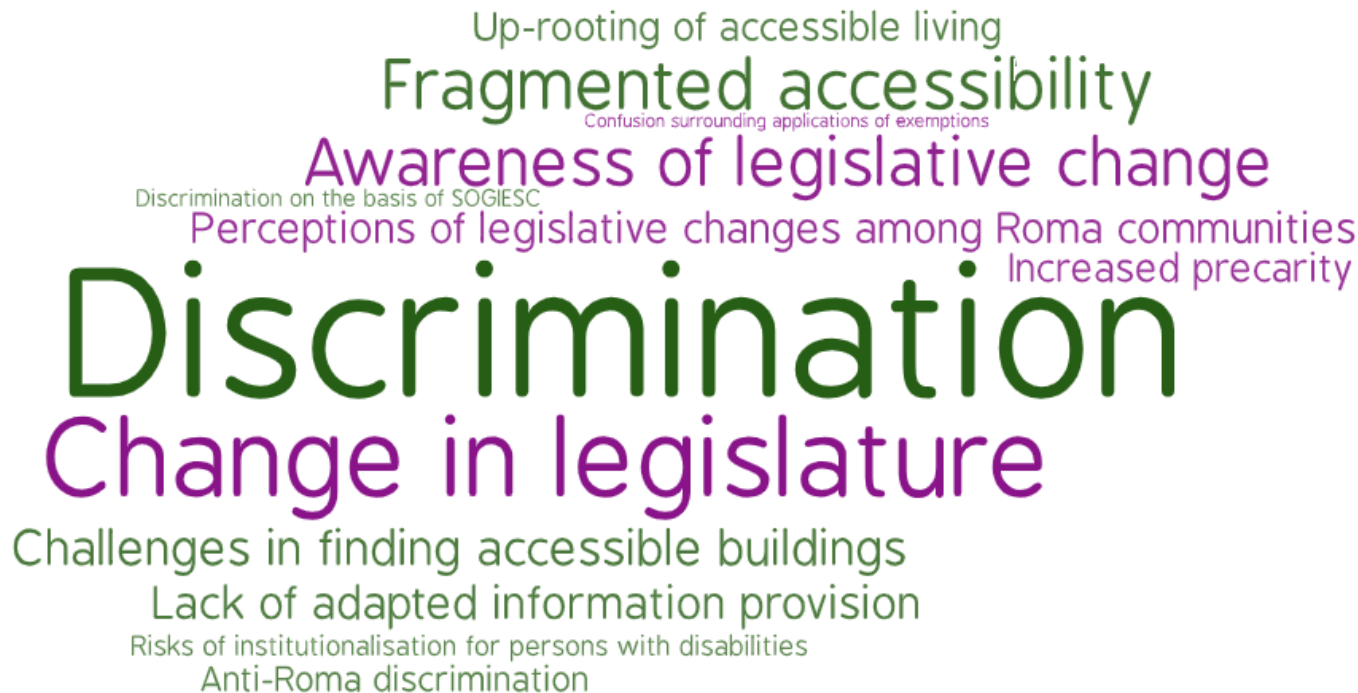 Up-rooting of accessible living
Fragmented accessibility
Confusion surrounding applications of exemptions
Awareness of legislative change
Discrimination on the basis of SOGIESC
Perceptions of legislative changes among Roma communities
Increased precarity
Discrimination
Change in legislature
Challenges in finding accessible buildings
Lack of adapted information provision
Risks of institutionalisation for persons with disabilities
Anti-Roma discrimination